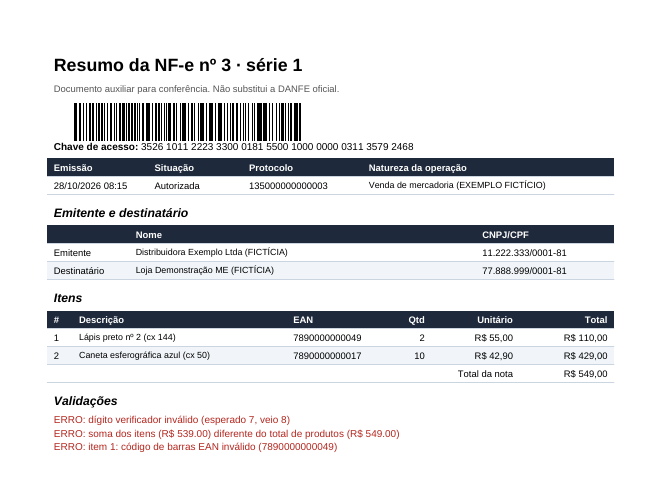 Resumo da NF-e nº 3 · série 1
Documento auxiliar para conferência. Não substitui a DANFE oficial.
Chave de acesso: 3526 1011 2223 3300 0181 5500 1000 0000 0311 3579 2468
Emissão Situação Protocolo Natureza da operação
28/10/2026 08:15 Autorizada 135000000000003 Venda de mercadoria (EXEMPLO FICTÍCIO)
Emitente e destinatário
Nome CNPJ/CPF
Emitente Distribuidora Exemplo Ltda (FICTÍCIA) 11.222.333/0001-81
Destinatário Loja Demonstração ME (FICTÍCIA) 77.888.999/0001-81
Itens
# Descrição EAN Qtd Unitário Total
1 Lápis preto nº 2 (cx 144) 7890000000049 2 R$ 55,00 R$ 110,00
2 Caneta esferográfica azul (cx 50) 7890000000017 10 R$ 42,90 R$ 429,00
Total da nota R$ 549,00
Validações
ERRO: dígito verificador inválido (esperado 7, veio 8)
ERRO: soma dos itens (R$ 539.00) diferente do total de produtos (R$ 549.00)
ERRO: item 1: código de barras EAN inválido (7890000000049)